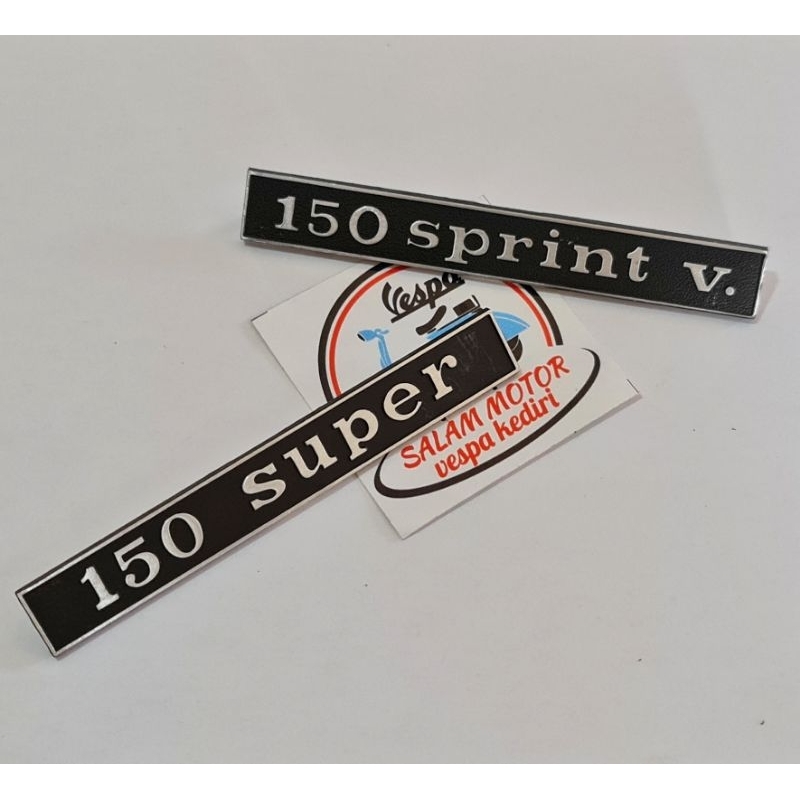 150 sprint v.
Vespa
150 super
SALAM MOTOR
vespa kediri